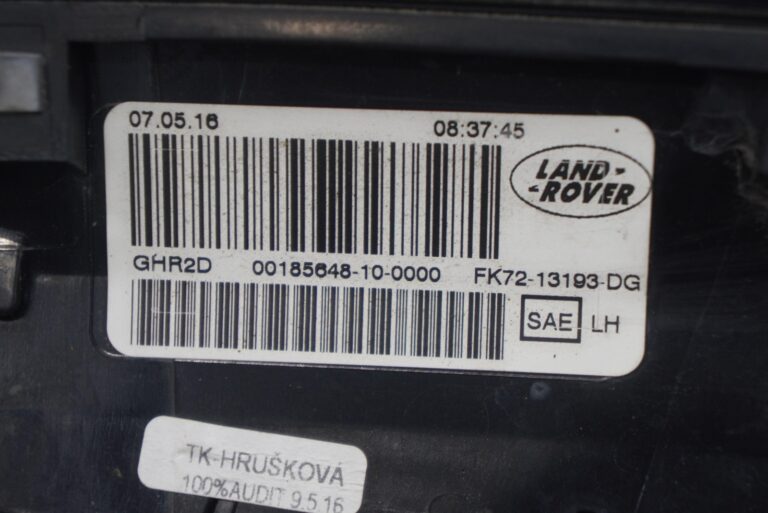 07.05.16 08:37:45
LAND-
-ROVER
GHR2D 00185648-10-0000 FK72-13193-DG
SAE LH
TK-HRUŠKOVÁ
100%AUDIT 9.5.16